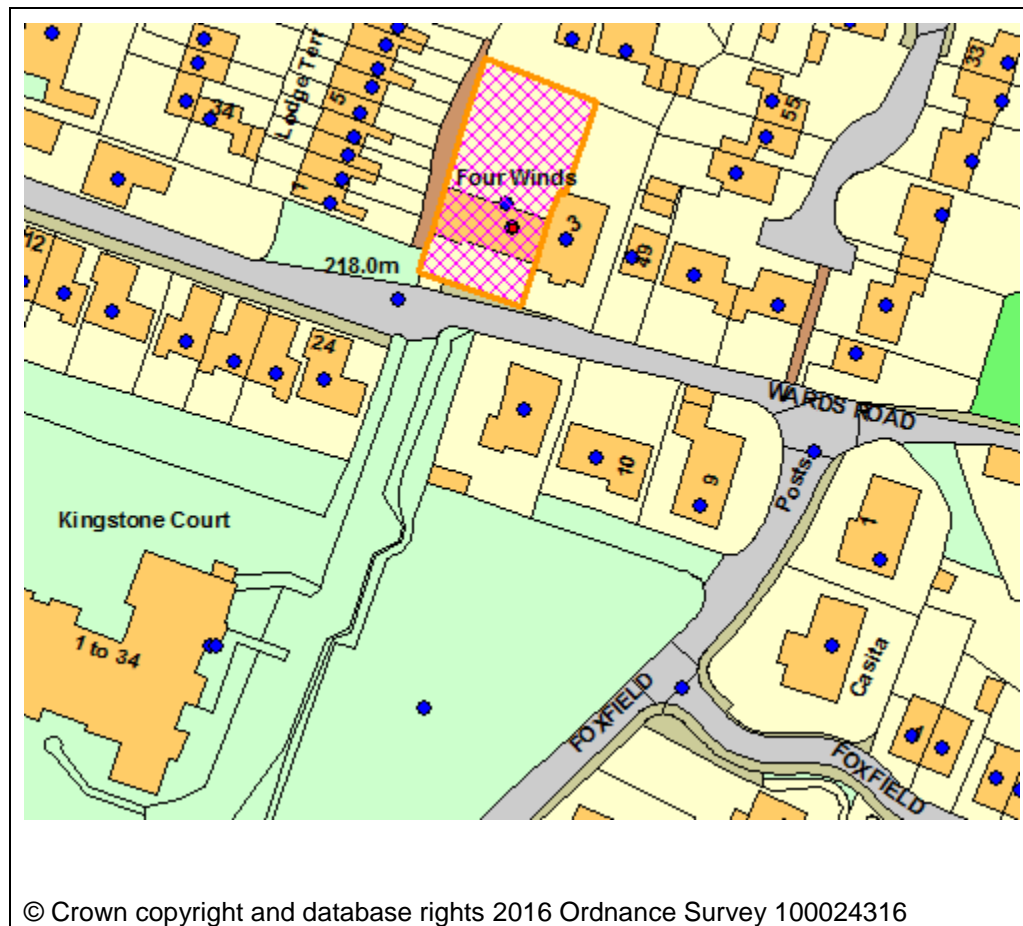 33
Lodge Terr
34
5
55
1
Four Winds
3
49
12
218.0m
24
WARDS ROAD
10
9
Posts
Kingstone Court
1
1 to 34
Casita
FOXFIELD
4
FOXFIELD
© Crown copyright and database rights 2016 Ordnance Survey 100024316